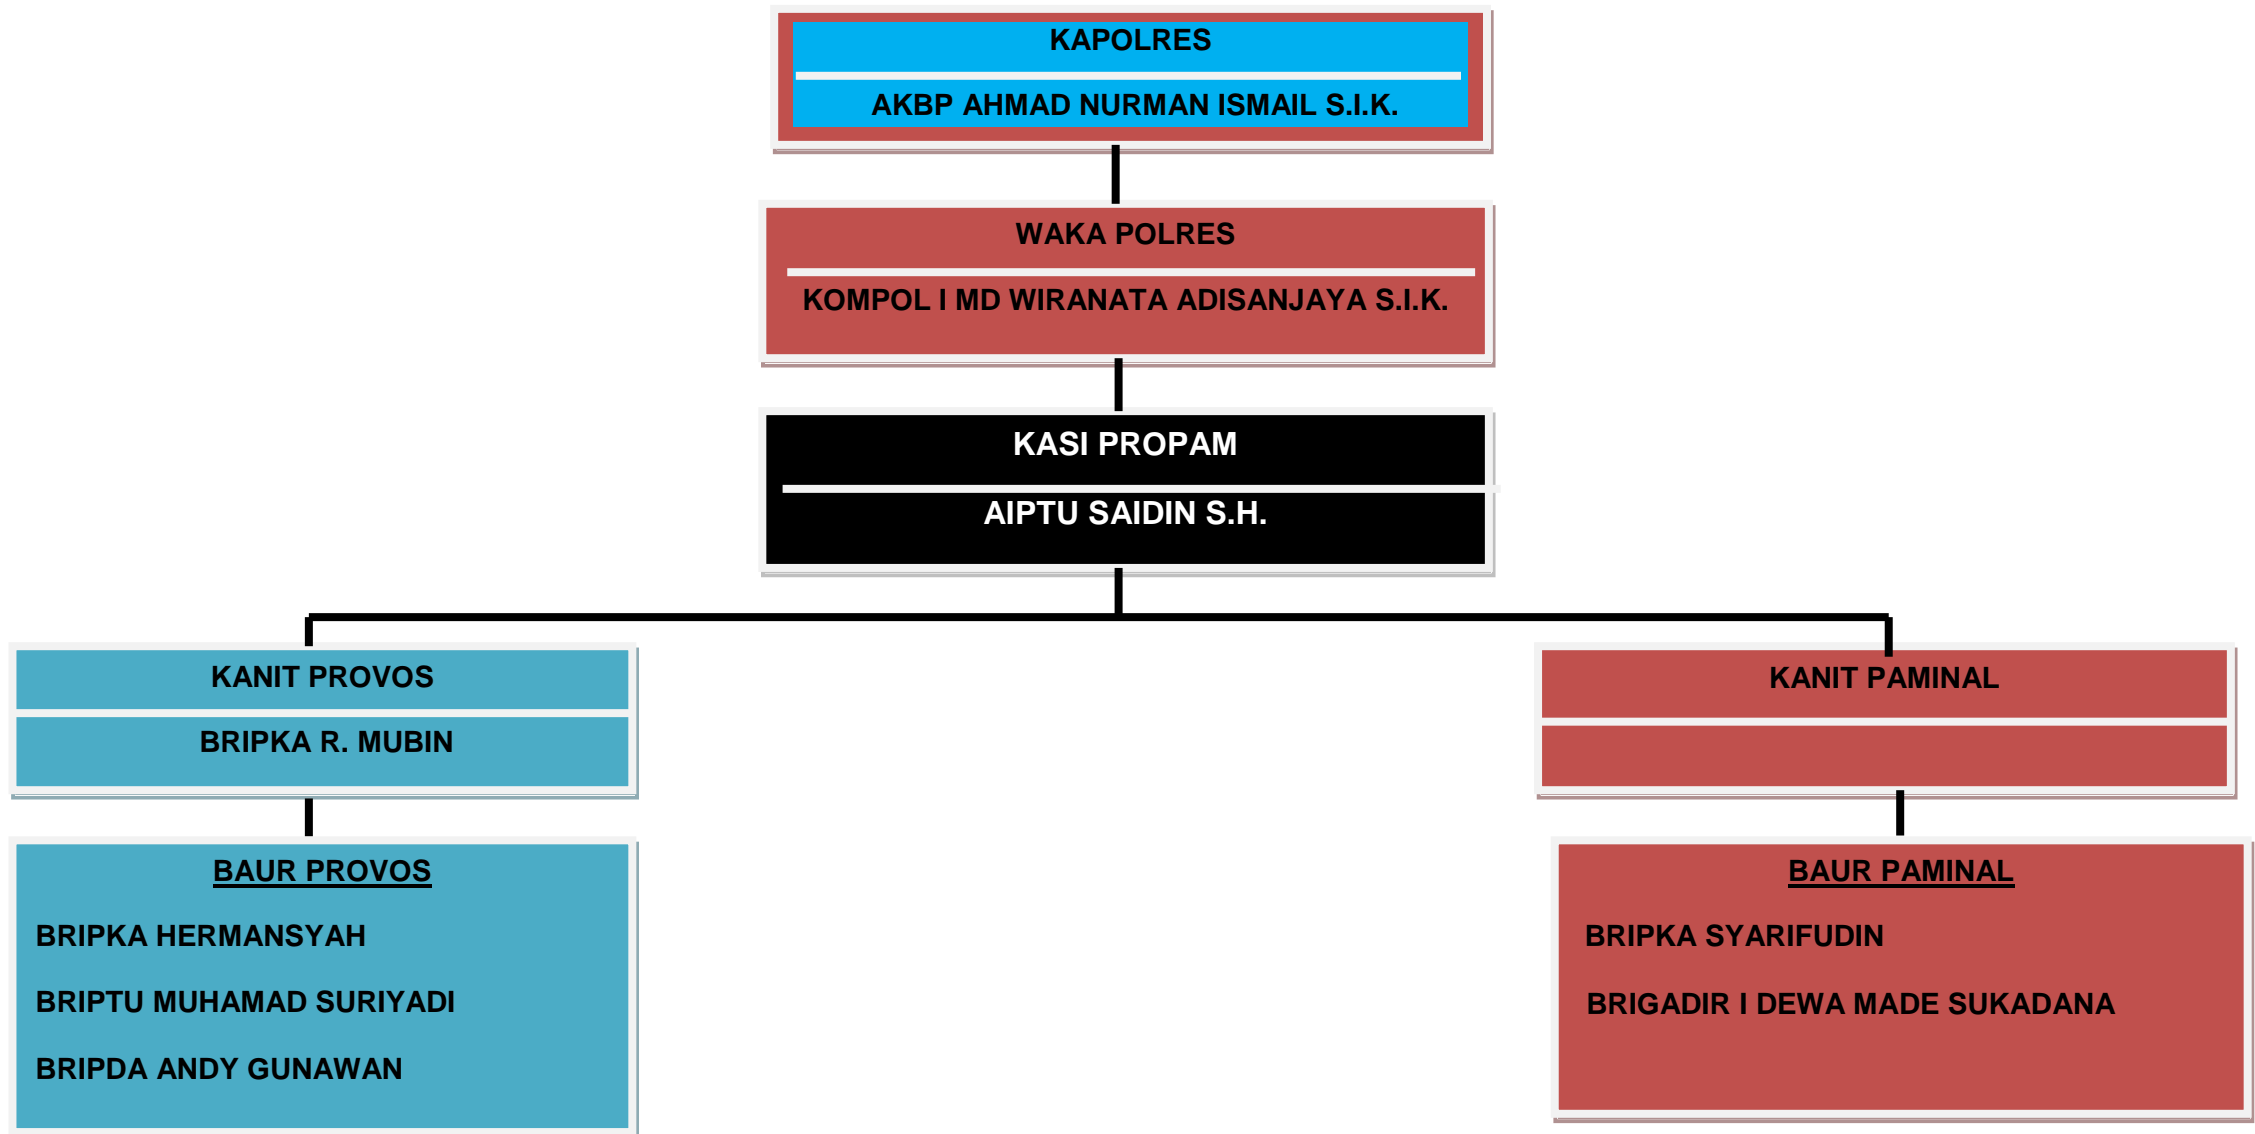 KAPOLRES
AKBP AHMAD NURMAN ISMAIL S.I.K.
WAKA POLRES
KOMPOL I MD WIRANATA ADISANJAYA S.I.K.
KASI PROPAM
AIPTU SAIDIN S.H.
KANIT PROVOS
BRIPKA R. MUBIN
KANIT PAMINAL
BAUR PROVOS
BRIPKA HERMANSYAH
BRIPTU MUHAMAD SURIYADI
BRIPDA ANDY GUNAWAN
BAUR PAMINAL
BRIPKA SYARIFUDIN
BRIGADIR I DEWA MADE SUKADANA